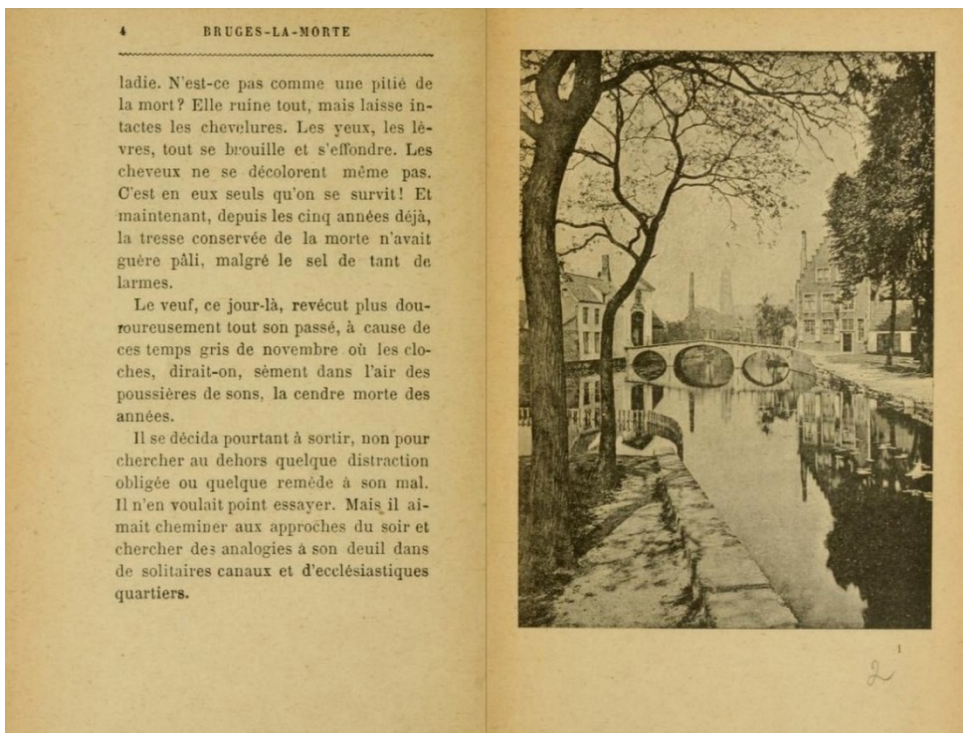 4 BRUGES-LA-MORTE
ladie. N'est-ce pas comme une pitié de
la mort? Elle ruine tout, mais laisse in-
tactes les chevelures. Les yeux, les lè-
vres, tout se brouille et s'effondre. Les
cheveux ne se décolorent même pas.
C'est en eux seuls qu'on se survit! Et
maintenant, depuis les cinq années déjà,
la tresse conservée de la morte n'avait
guère pâli, malgré le sel de tant de
larmes.
Le veuf, ce jour-là, revécut plus dou-
roureusement tout son passé, à cause de
ces temps gris de novembre où les clo-
ches, dirait-on, sèment dans l'air des
poussières de sons, la cendre morte des
années.
Il se décida pourtant à sortir, non pour
chercher au dehors quelque distraction
obligée ou quelque remède à son mal.
Il n'en voulait point essayer. Mais il ai-
mait cheminer aux approches du soir et
chercher des analogies à son deuil dans
de solitaires canaux et d'ecclésiastiques
quartiers.
1
2